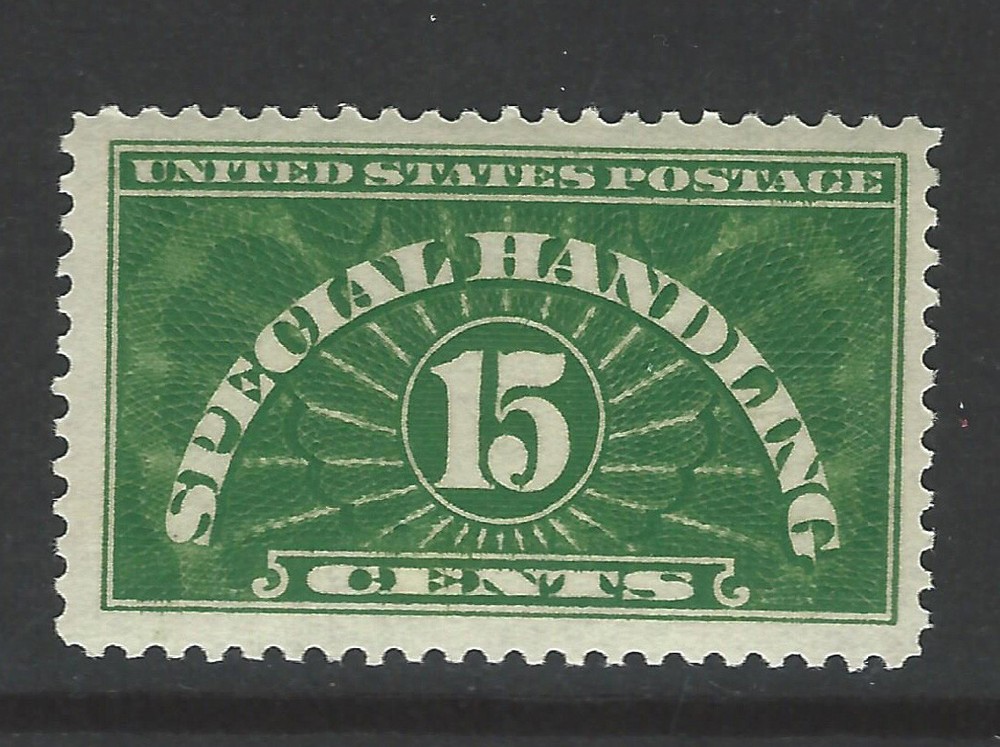 UNITED STATES POSTAGE
SPECIAL HANDLING
15
CENTS